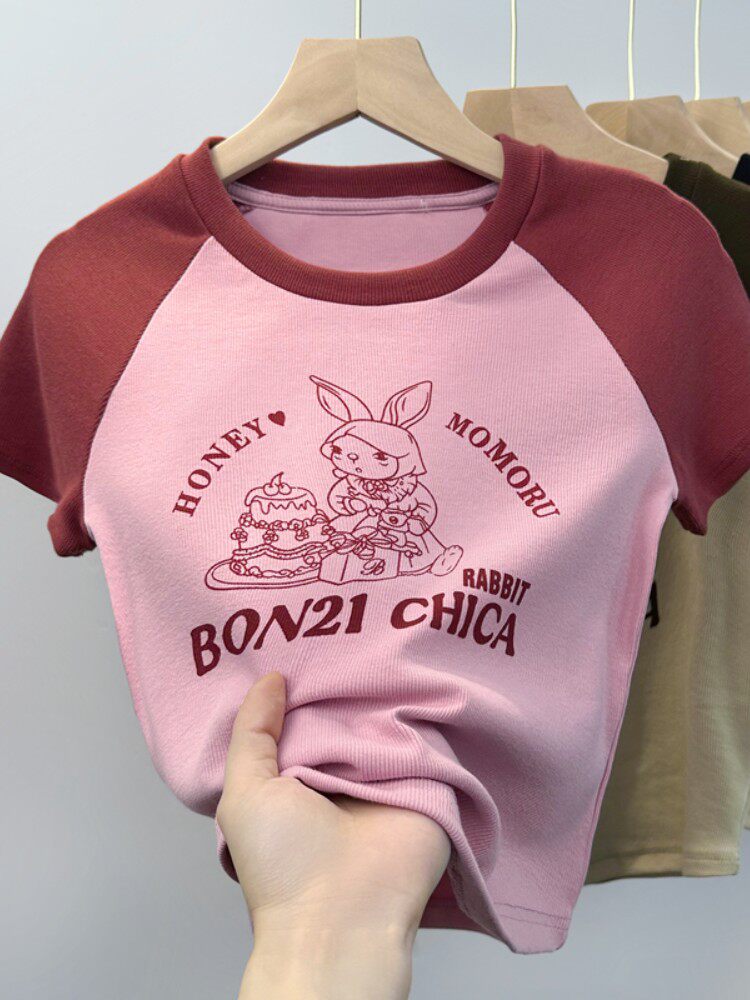 HONEY♥
MOMORU
RABBIT
BON21 CHICA